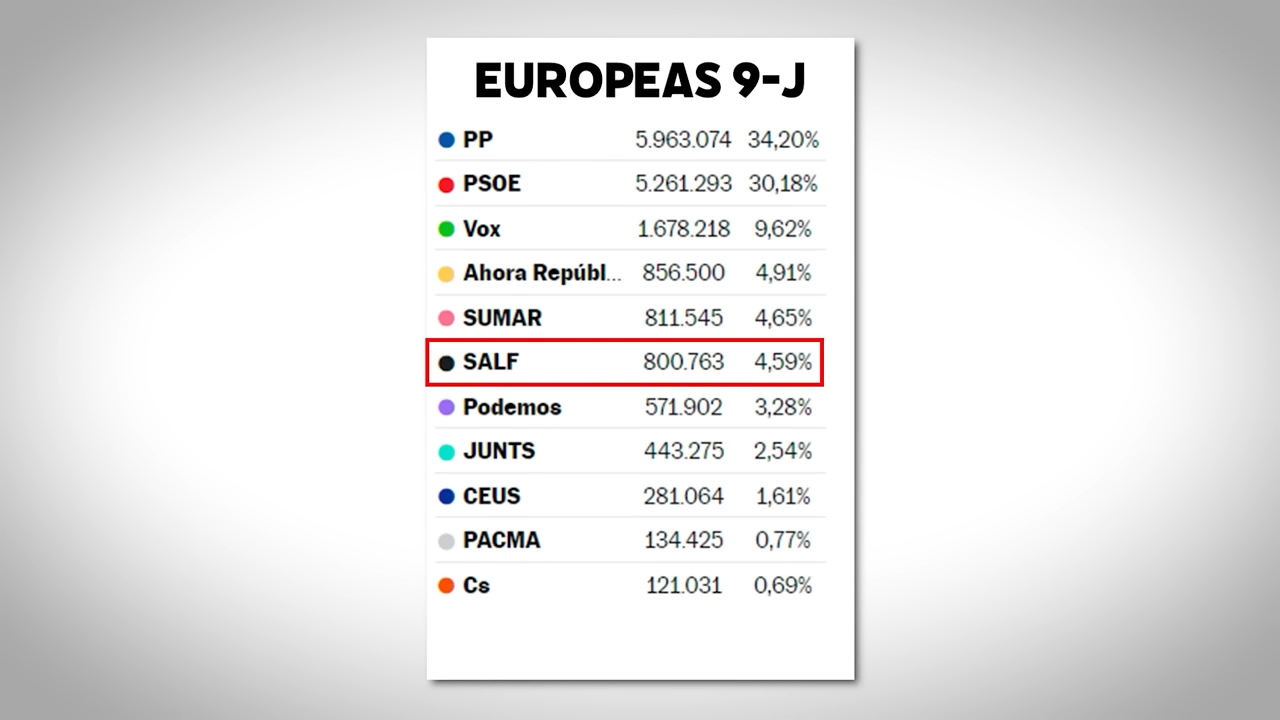 EUROPEAS 9-J
PP 5.963.074 34,20%
PSOE 5.261.293 30,18%
Vox 1.678.218 9,62%
Ahora Repúbl... 856.500 4,91%
SUMAR 811.545 4,65%
SALF 800.763 4,59%
Podemos 571.902 3,28%
JUNTS 443.275 2,54%
CEUS 281.064 1,61%
PACMA 134.425 0,77%
Cs 121.031 0,69%